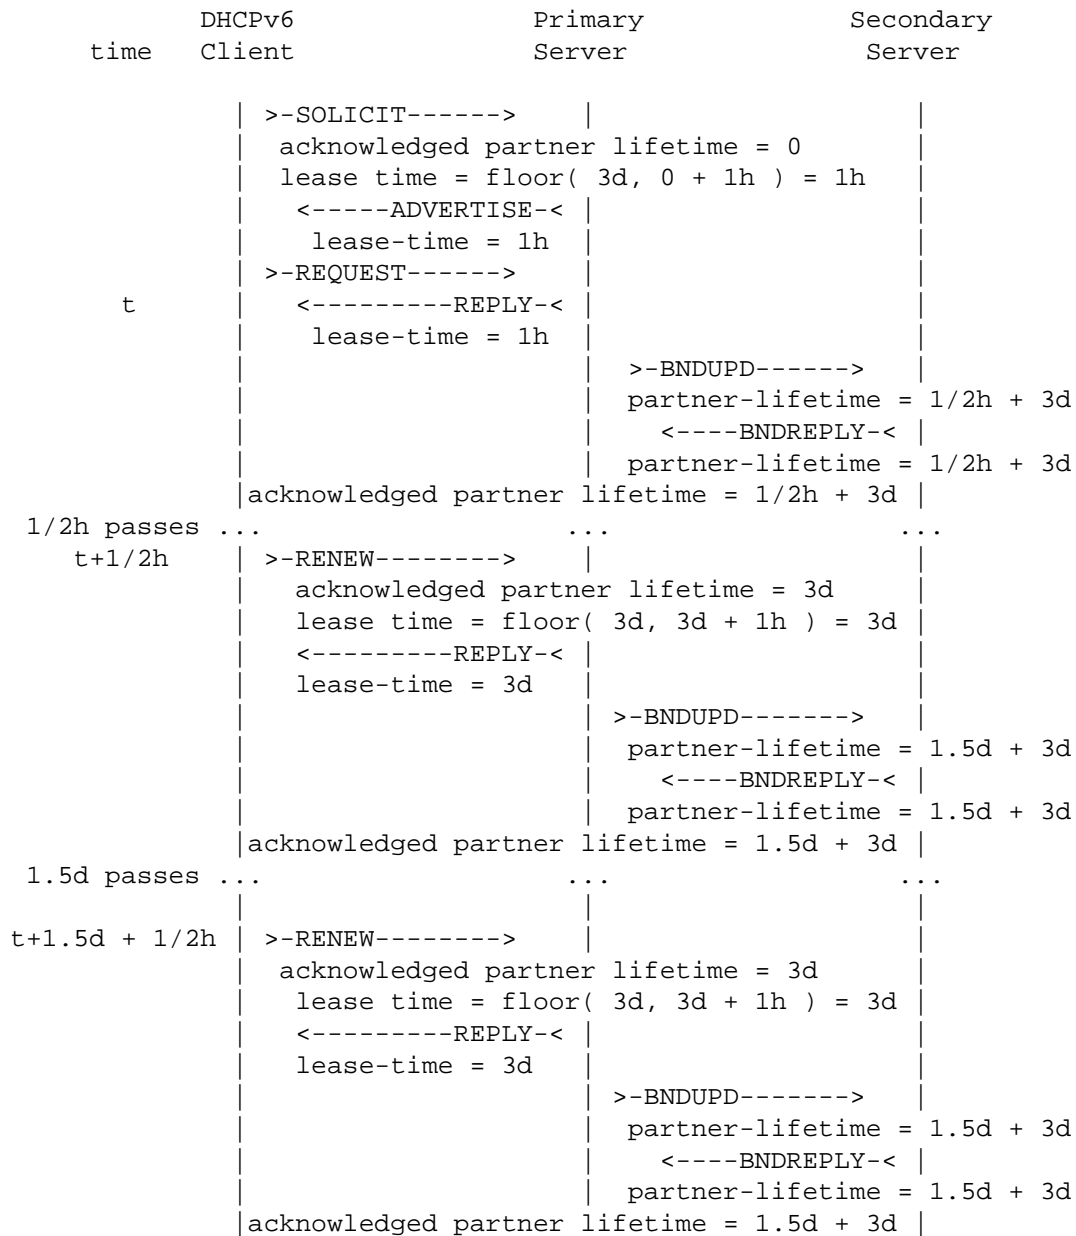 DHCPv6               Primary               Secondary
     time   Client               Server                 Server

               | >-SOLICIT------>    |                     |
               |  acknowledged partner lifetime = 0        |
               |  lease time = floor( 3d, 0 + 1h ) = 1h    |
               |   <-----ADVERTISE-< |                     |
               |    lease-time = 1h  |                     |
               | >-REQUEST------>    |                     |
       t       |   <---------REPLY-< |                     |
               |    lease-time = 1h  |                     |
               |                     |  >-BNDUPD------>    |
               |                     |  partner-lifetime = 1/2h + 3d
               |                     |    <----BNDREPLY-< |
               |                     |  partner-lifetime = 1/2h + 3d
               |acknowledged partner lifetime = 1/2h + 3d |
 1/2h passes ...                    ...                   ...
    t+1/2h     | >-RENEW-------->    |                     |
               |   acknowledged partner lifetime = 3d      |
               |   lease time = floor( 3d, 3d + 1h ) = 3d |
               |   <---------REPLY-< |                     |
               |   lease-time = 3d   |                     |
               |                     | >-BNDUPD------->    |
               |                     |  partner-lifetime = 1.5d + 3d
               |                     |    <----BNDREPLY-< |
               |                     |  partner-lifetime = 1.5d + 3d
               |acknowledged partner lifetime = 1.5d + 3d |
 1.5d passes ...                    ...                   ...
               |                     |                     |
t+1.5d + 1/2h | >-RENEW-------->    |                     |
               |  acknowledged partner lifetime = 3d       |
               |   lease time = floor( 3d, 3d + 1h ) = 3d |
               |   <---------REPLY-< |                     |
               |   lease-time = 3d   |                     |
               |                     | >-BNDUPD------->    |
               |                     |  partner-lifetime = 1.5d + 3d
               |                     |    <----BNDREPLY-< |
               |                     |  partner-lifetime = 1.5d + 3d
               |acknowledged partner lifetime = 1.5d + 3d |